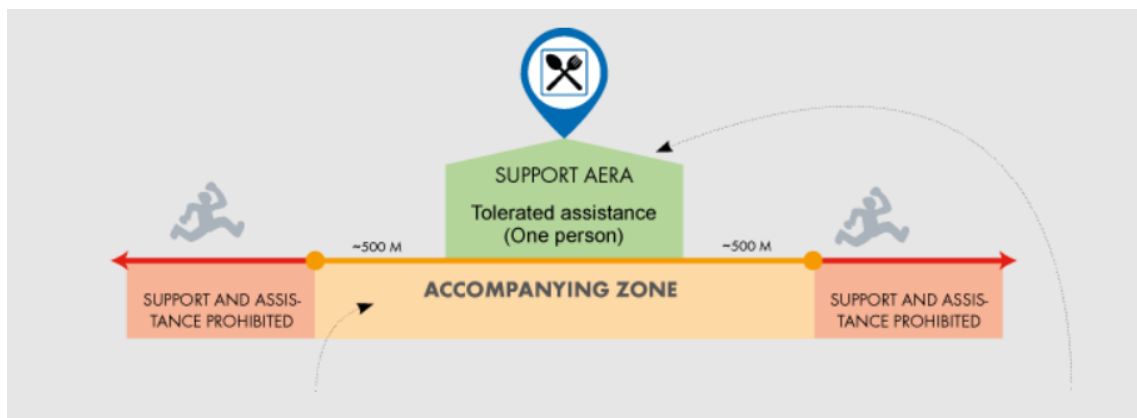 SUPPORT AERA
Tolerated assistance
(One person)
~500 M
~500 M
ACCOMPANYING ZONE
SUPPORT AND ASSIS-
TANCE PROHIBITED
SUPPORT AND ASSIS-
TANCE PROHIBITED